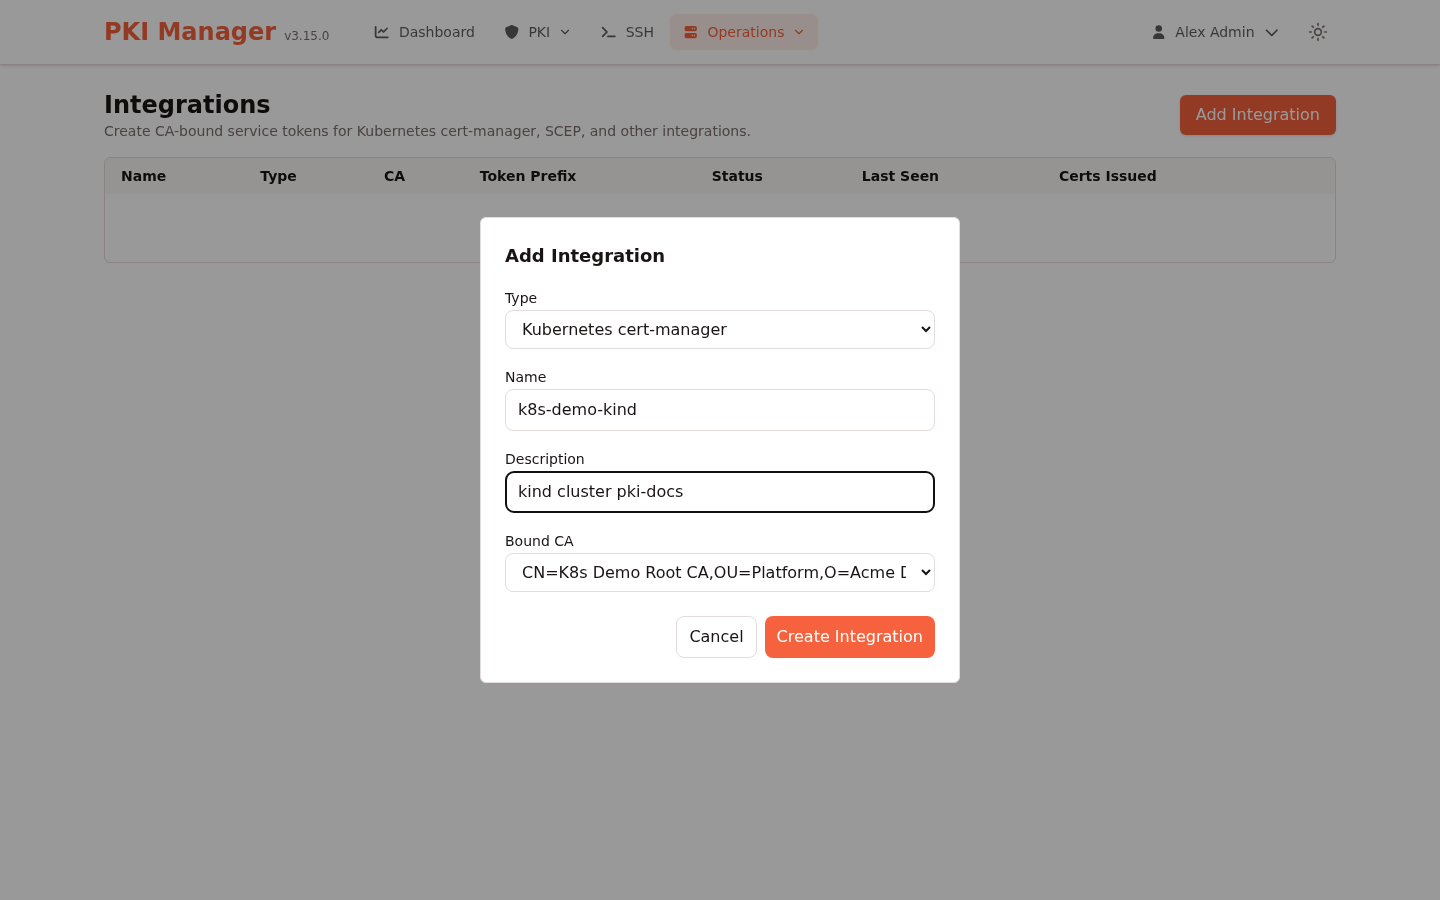 PKI Manager v3.15.0 Dashboard PKI SSH Operations Alex Admin
Integrations
Create CA-bound service tokens for Kubernetes cert-manager, SCEP, and other integrations.
Add Integration
Name Type CA Token Prefix Status Last Seen Certs Issued
Add Integration
Type
Kubernetes cert-manager
Name
k8s-demo-kind
Description
kind cluster pki-docs
Bound CA
CN=K8s Demo Root CA,OU=Platform,O=Acme
Cancel Create Integration